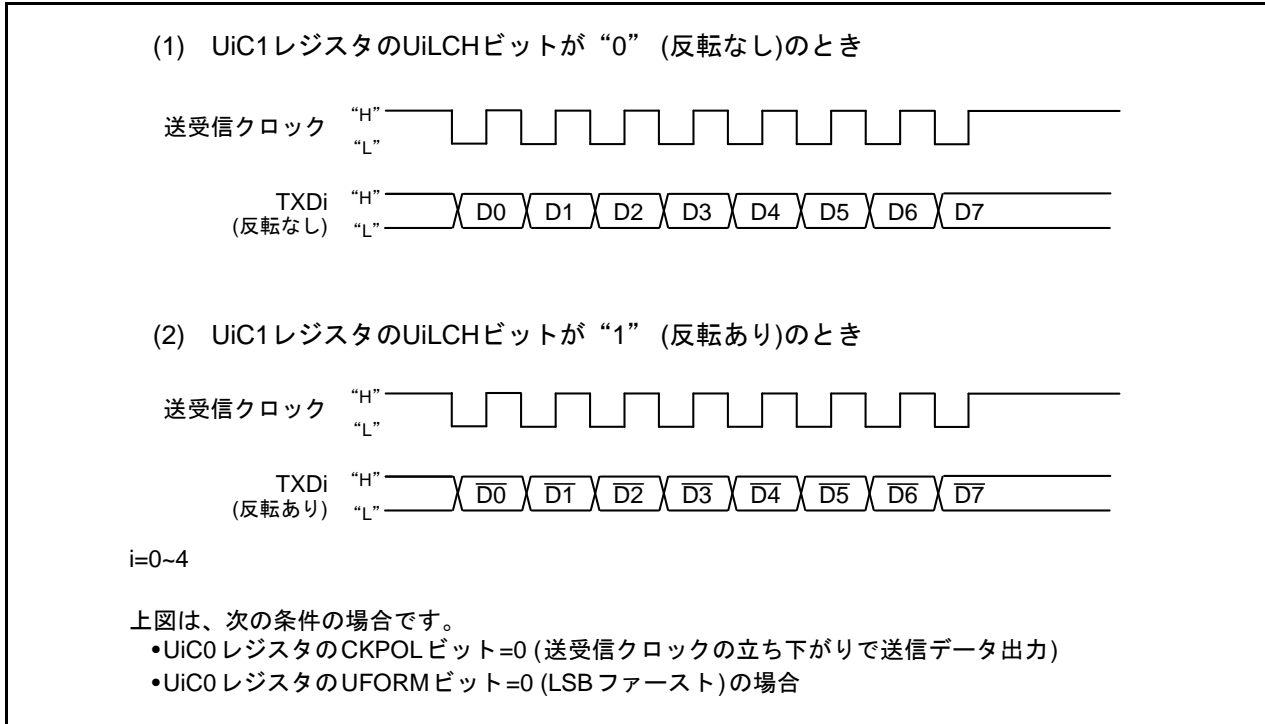 (1) UiC1レジスタのUiLCHビットが“0” (反転なし)のとき
送受信クロック “H” “L”
TXDi (反転なし) “H” “L” D0 D1 D2 D3 D4 D5 D6 D7
(2) UiC1レジスタのUiLCHビットが“1” (反転あり)のとき
送受信クロック “H” “L”
TXDi (反転あり) “H” “L” D̅0̅ D̅1̅ D̅2̅ D̅3̅ D̅4̅ D̅5̅ D̅6̅ D̅7̅
i=0~4
上図は、次の条件の場合です。
•UiC0レジスタのCKPOLビット=0 (送受信クロックの立ち下がりで送信データ出力)
•UiC0レジスタのUFORMビット=0 (LSBファースト)の場合